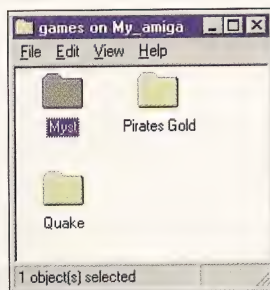 games on My_amiga
File Edit View Help
Myst Pirates Gold
Quake
1 object(s) selected